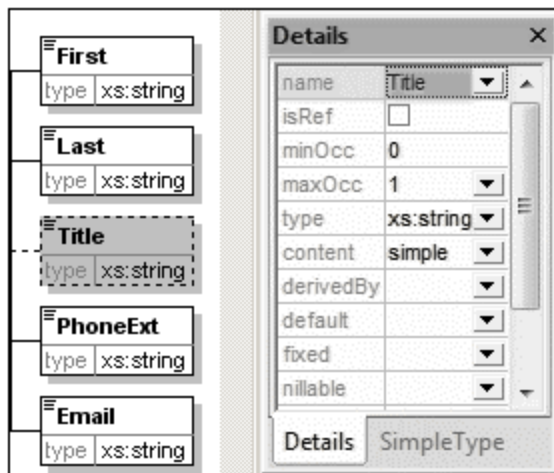 First
type xs:string
Last
type xs:string
Title
type xs:string
PhoneExt
type xs:string
Email
type xs:string
Details
name Title
isRef
minOcc 0
maxOcc 1
type xs:string
content simple
derivedBy
default
fixed
nillable
Details SimpleType